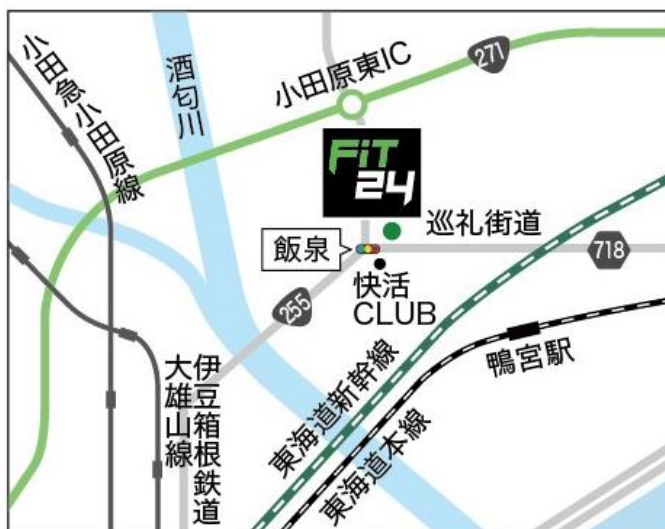 小田急小田原線
酒匂川
小田原東IC
271
FiT
24
巡礼街道
飯泉
718
快活
CLUB
255
鴨宮駅
東海道新幹線
東海道本線
伊豆箱根鉄道
大雄山線